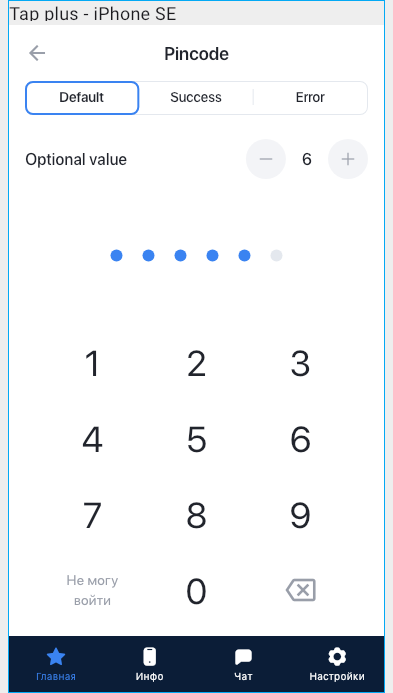 Tap plus - iPhone SE
Pincode
Default Success Error
Optional value 6
1 2 3
4 5 6
7 8 9
Не могу
войти
0
Главная Инфо Чат Настройки